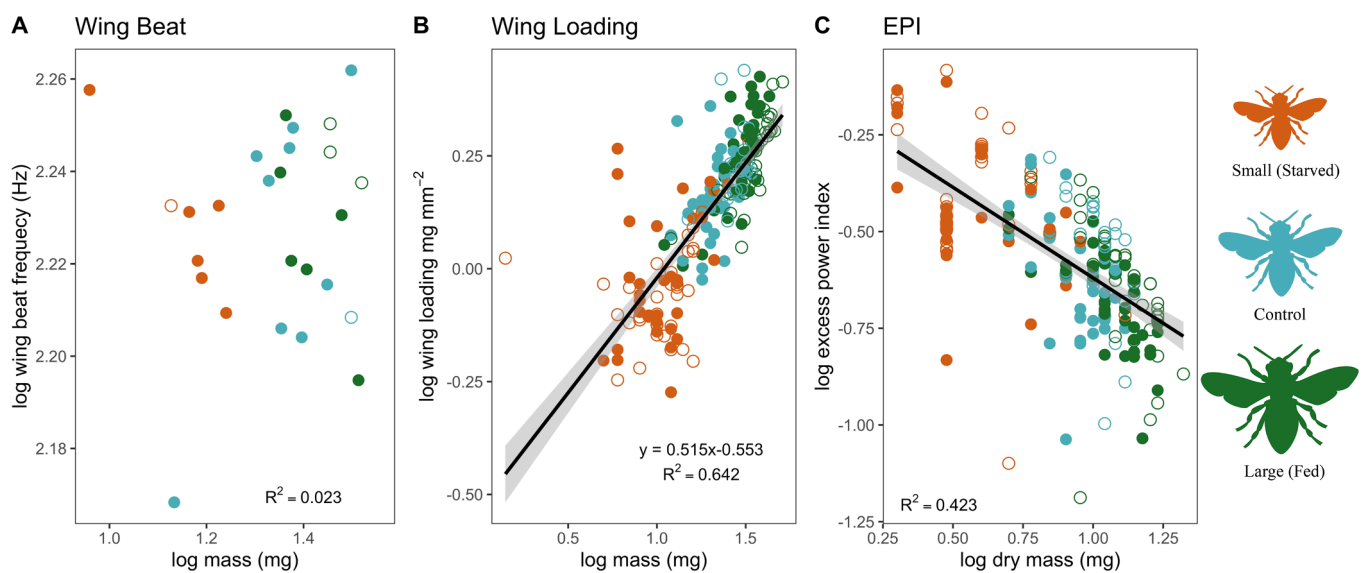 A Wing Beat
2.26
2.24
2.22
2.20
2.18
log wing beat frequecy (Hz)
R² = 0.023
1.0 1.2 1.4
log mass (mg)
B Wing Loading
0.25
0.00
-0.25
-0.50
log wing loading mg mm⁻²
y = 0.515x-0.553
R² = 0.642
0.5 1.0 1.5
log mass (mg)
C EPI
-0.25
-0.50
-0.75
-1.00
-1.25
log excess power index
R² = 0.423
0.25 0.50 0.75 1.00 1.25
log dry mass (mg)
Small (Starved)
Control
Large (Fed)